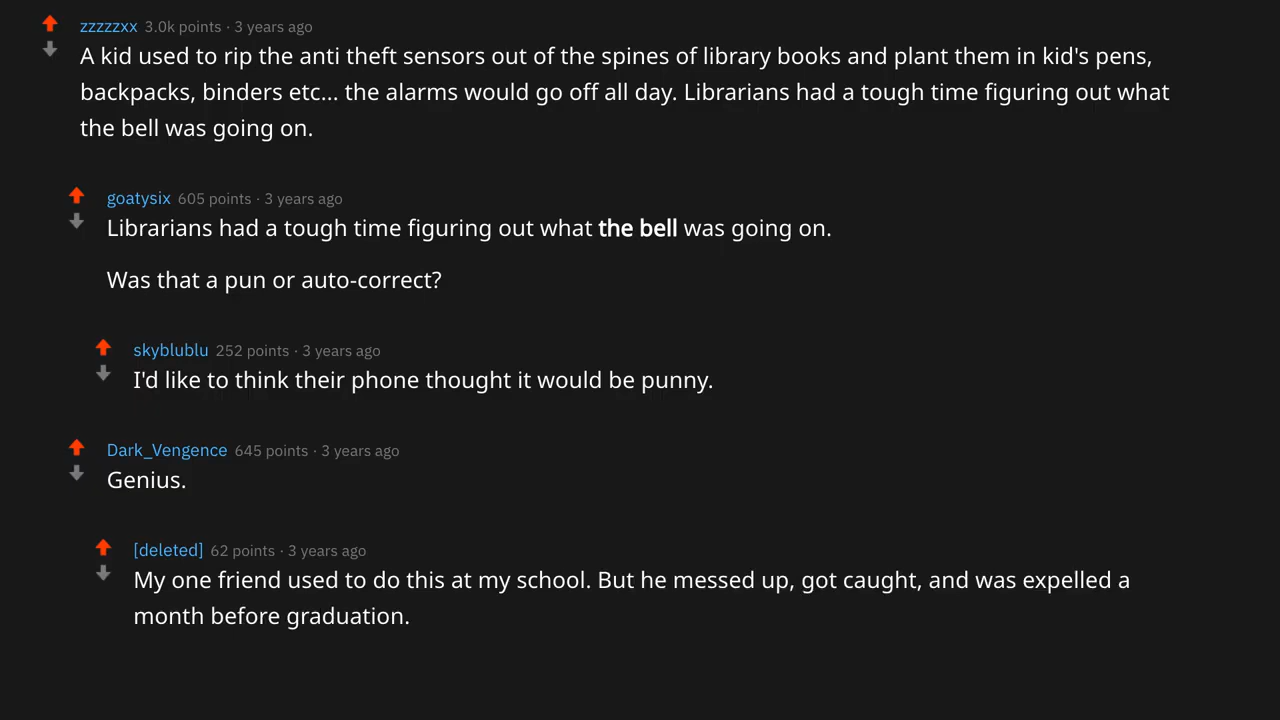 zzzzzxx 3.0k points · 3 years ago
A kid used to rip the anti theft sensors out of the spines of library books and plant them in kid's pens,
backpacks, binders etc... the alarms would go off all day. Librarians had a tough time figuring out what
the bell was going on.
goatysix 605 points · 3 years ago
Librarians had a tough time figuring out what the bell was going on.
Was that a pun or auto-correct?
skyblublu 252 points · 3 years ago
I'd like to think their phone thought it would be punny.
Dark_Vengence 645 points · 3 years ago
Genius.
[deleted] 62 points · 3 years ago
My one friend used to do this at my school. But he messed up, got caught, and was expelled a
month before graduation.